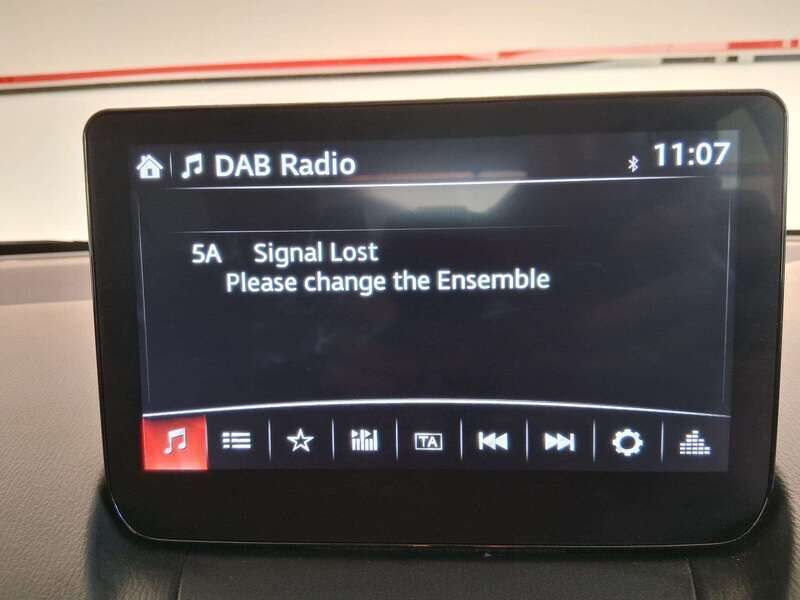 DAB Radio 11:07
5A Signal Lost
Please change the Ensemble
TA